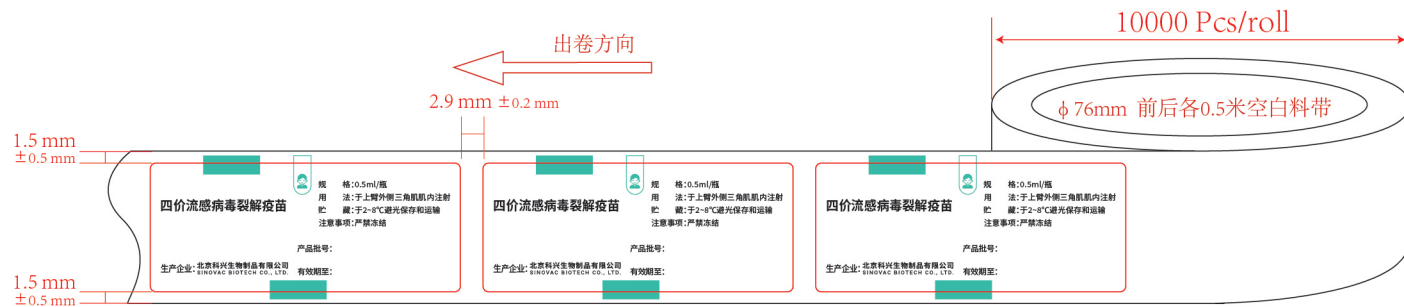 10000 Pcs/roll
出卷方向
2.9 mm ±0.2 mm
φ 76mm 前后各0.5米空白料带
1.5 mm
±0.5 mm
四价流感病毒裂解疫苗
规 格:0.5ml/瓶
用 法:于上臂外侧三角肌肌内注射
贮 藏:于2~8℃避光保存和运输
注意事项:严禁冻结
产品批号:
生产企业:北京科兴生物制品有限公司
SINOVAC BIOTECH CO., LTD.
有效期至:
四价流感病毒裂解疫苗
规 格:0.5ml/瓶
用 法:于上臂外侧三角肌肌内注射
贮 藏:于2~8℃避光保存和运输
注意事项:严禁冻结
产品批号:
生产企业:北京科兴生物制品有限公司
SINOVAC BIOTECH CO., LTD.
有效期至:
四价流感病毒裂解疫苗
规 格:0.5ml/瓶
用 法:于上臂外侧三角肌肌内注射
贮 藏:于2~8℃避光保存和运输
注意事项:严禁冻结
产品批号:
生产企业:北京科兴生物制品有限公司
SINOVAC BIOTECH CO., LTD.
有效期至:
1.5 mm
±0.5 mm